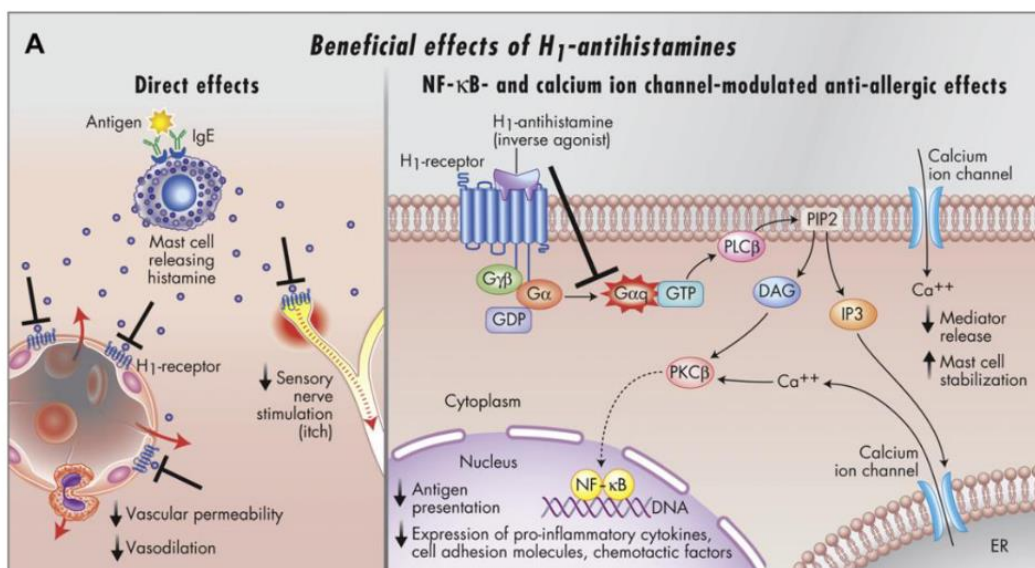 A
Beneficial effects of H1-antihistamines
Direct effects
Antigen
IgE
Mast cell
releasing
histamine
H1-receptor
Sensory
nerve
stimulation
(itch)
Vascular permeability
Vasodilation
NF-κB- and calcium ion channel-modulated anti-allergic effects
H1-antihistamine
(inverse agonist)
H1-receptor
Calcium
ion channel
PIP2
PLCβ
Gγβ
Gα
GDP
Gαq
GTP
DAG
IP3
Ca++
Mediator
release
Mast cell
stabilization
PKCβ
Ca++
Cytoplasm
Nucleus
Calcium
ion channel
NF-κB
DNA
Antigen
presentation
Expression of pro-inflammatory cytokines,
cell adhesion molecules, chemotactic factors
ER